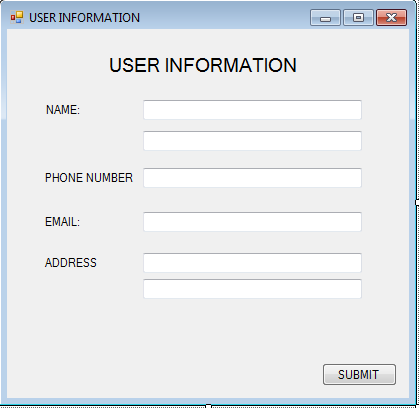 USER INFORMATION
USER INFORMATION
NAME:
PHONE NUMBER
EMAIL:
ADDRESS
SUBMIT